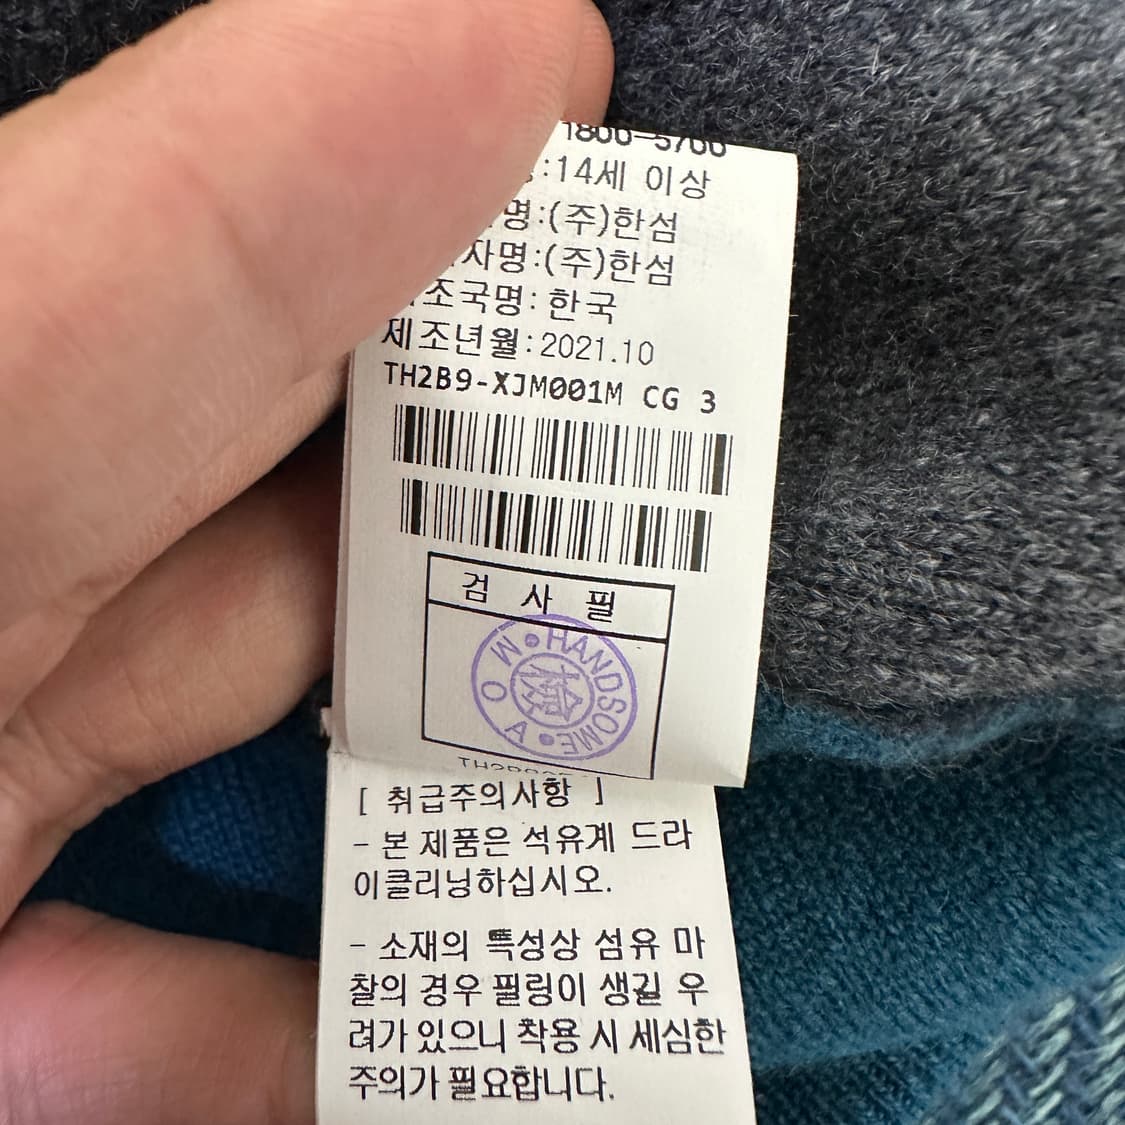 1800-5700
:14세 이상
명:(주)한섬
자명:(주)한섬
조국명: 한국
제조년월:2021.10
TH2B9-XJM001M CG 3
검 사 필
HANDSOME • A O M •
檢
[ 취급주의사항 ]
- 본 제품은 석유계 드라
이클리닝하십시오.
- 소재의 특성상 섬유 마
찰의 경우 필링이 생길 우
려가 있으니 착용 시 세심한
주의가 필요합니다.